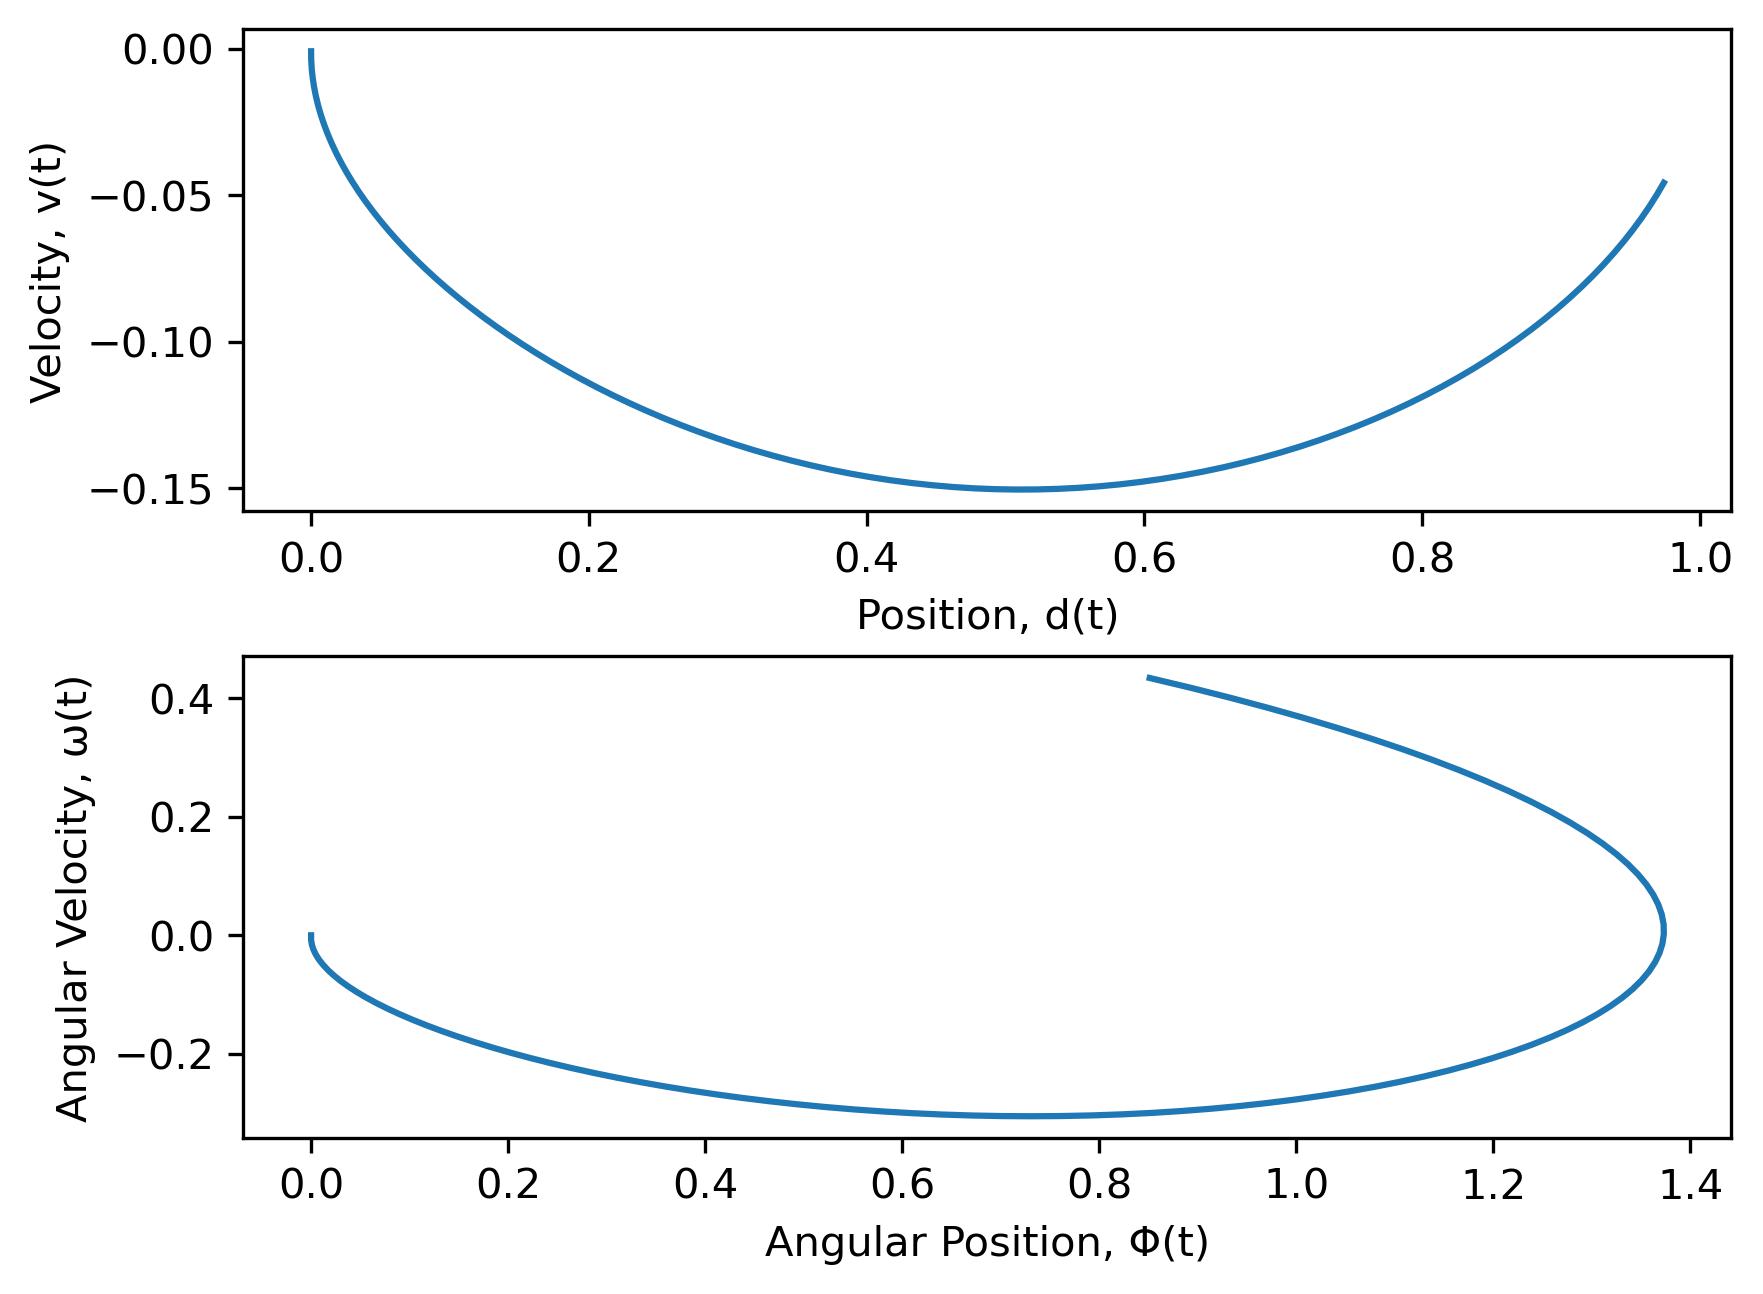 Velocity, v(t)
0.00
−0.05
−0.10
−0.15
0.0 0.2 0.4 0.6 0.8 1.0
Position, d(t)
Angular Velocity, ω(t)
0.4
0.2
0.0
−0.2
0.0 0.2 0.4 0.6 0.8 1.0 1.2 1.4
Angular Position, Φ(t)